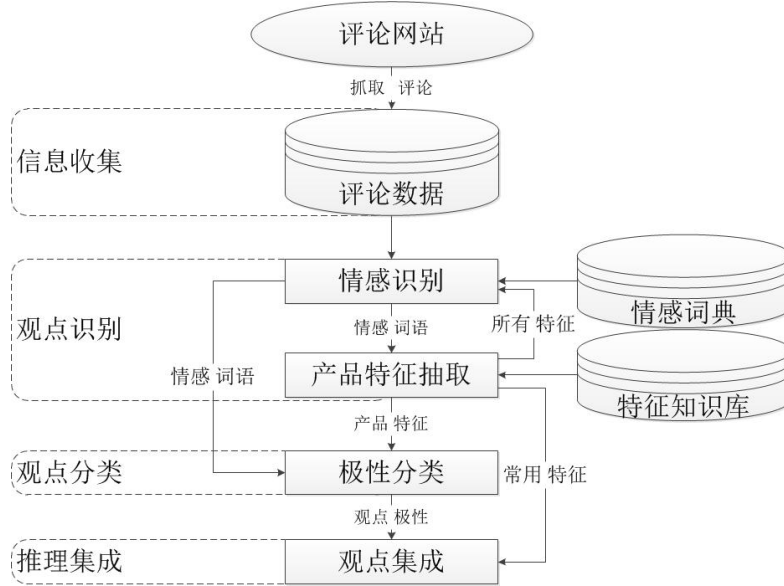 评论网站
抓取 评论
信息收集
评论数据
情感识别
情感词典
观点识别
情感 词语
所有 特征
情感 词语
产品特征抽取
特征知识库
产品 特征
观点分类
极性分类
常用 特征
观点 极性
推理集成
观点集成